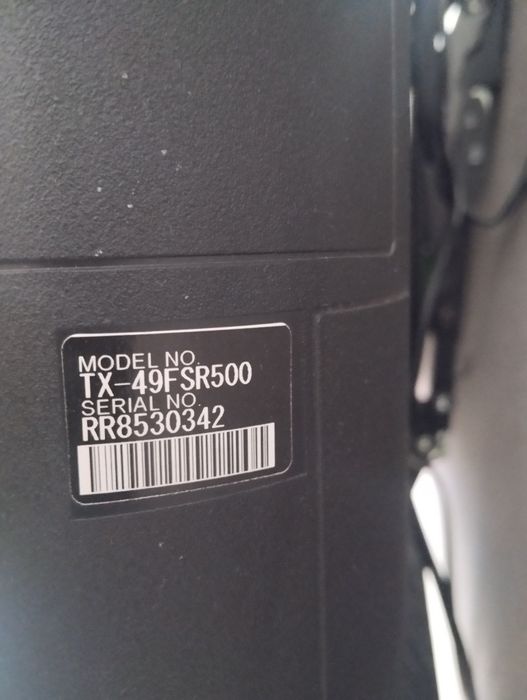 MODEL NO.
TX-49FSR500
SERIAL NO.
RR8530342